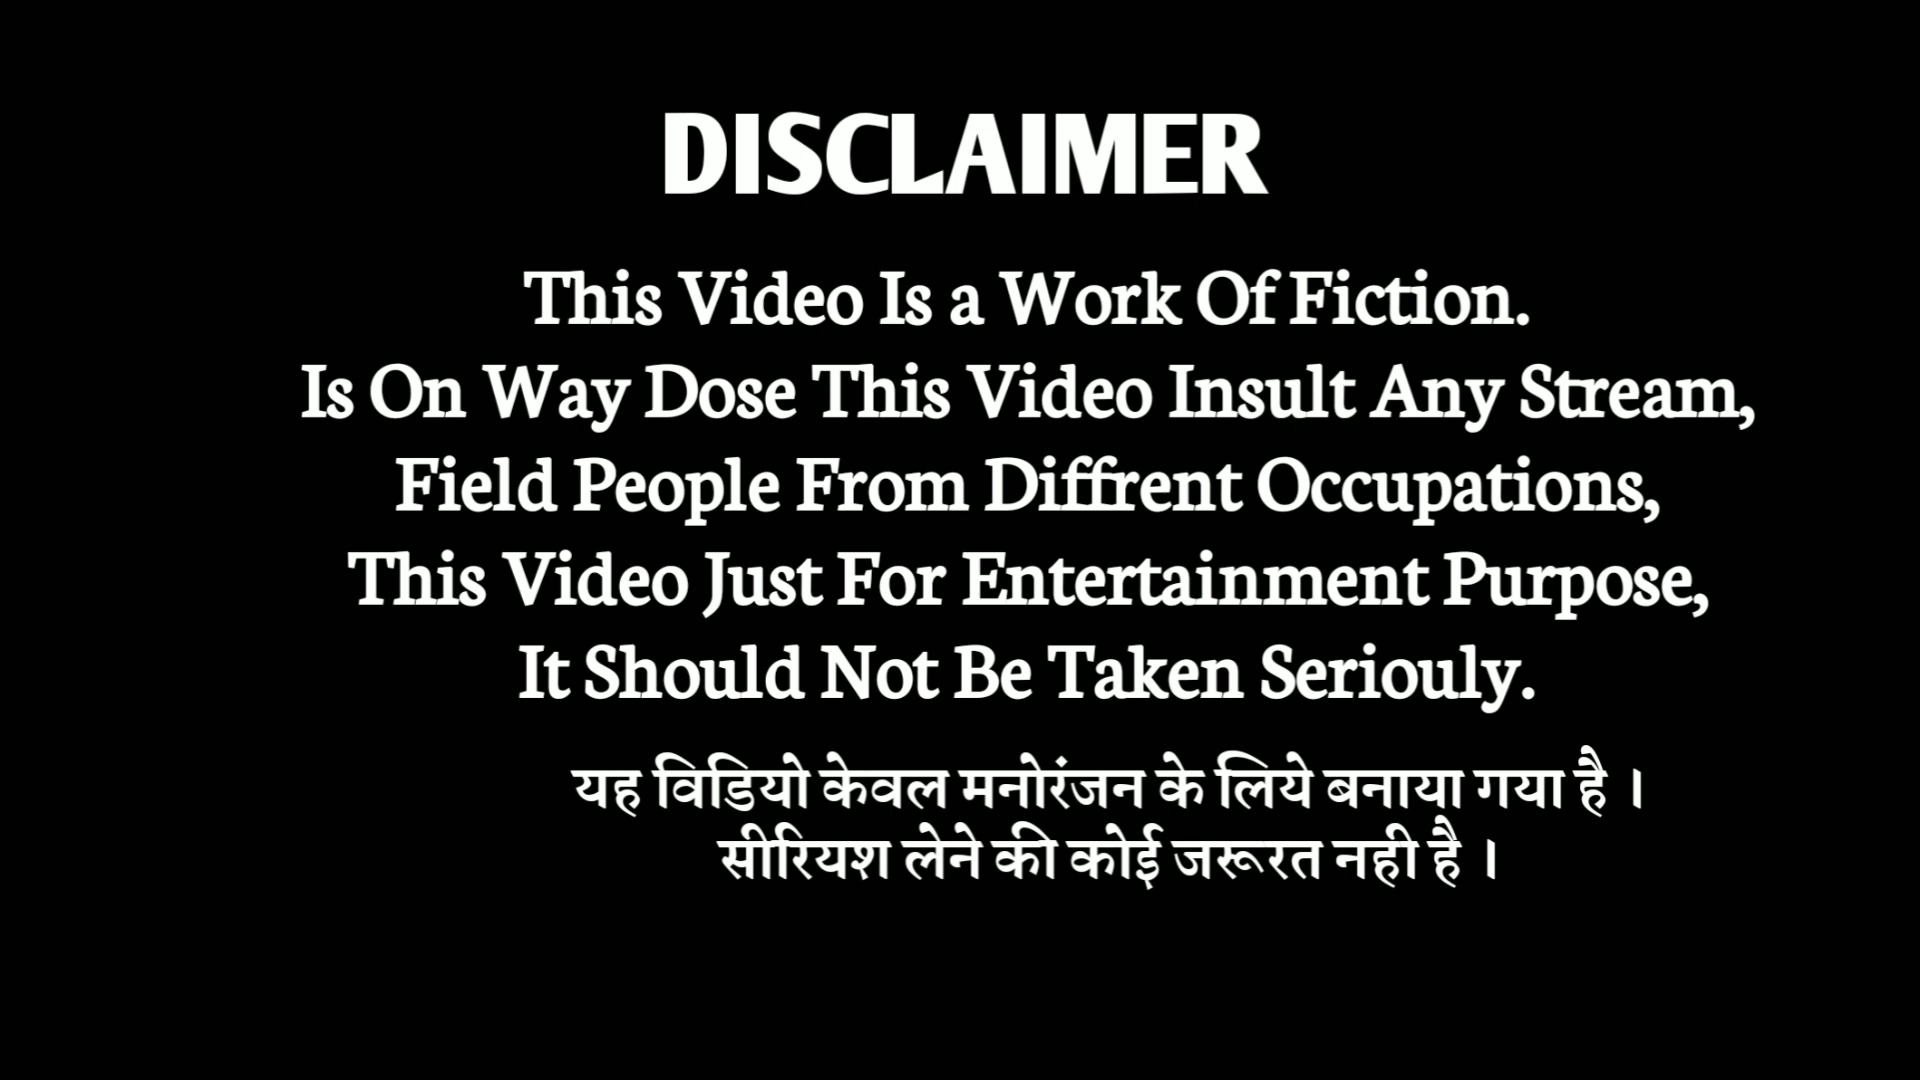 DISCLAIMER
This Video Is a Work Of Fiction.
Is On Way Dose This Video Insult Any Stream,
Field People From Diffrent Occupations,
This Video Just For Entertainment Purpose,
It Should Not Be Taken Seriouly.
यह विडियो केवल मनोरंजन के लिये बनाया गया है ।
सीरियश लेने की कोई जरूरत नही है ।